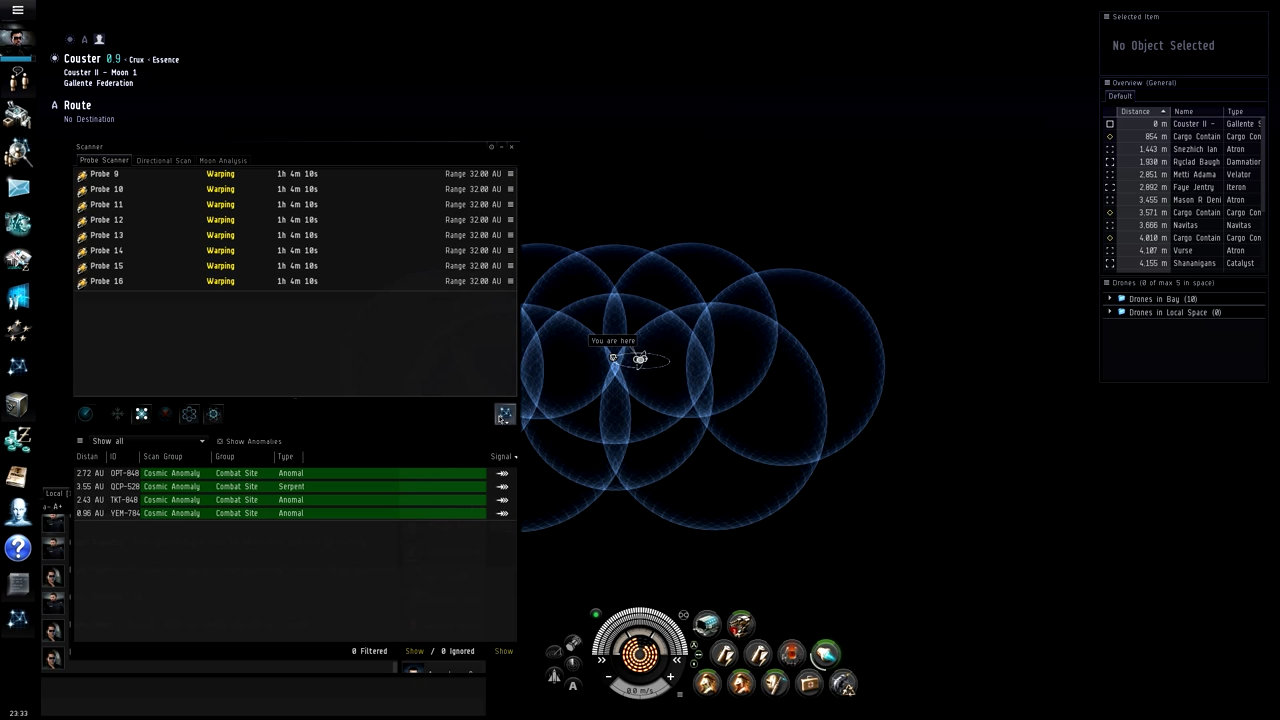 A
Couster 0.9 · Crux · Essence
Couster II - Moon 1
Gallente Federation
A Route
No Destination
Scanner
Probe Scanner Directional Scan Moon Analysis
Probe 9 Warping 1h 4m 10s Range 32.00 AU
Probe 10 Warping 1h 4m 10s Range 32.00 AU
Probe 11 Warping 1h 4m 10s Range 32.00 AU
Probe 12 Warping 1h 4m 10s Range 32.00 AU
Probe 13 Warping 1h 4m 10s Range 32.00 AU
Probe 14 Warping 1h 4m 10s Range 32.00 AU
Probe 15 Warping 1h 4m 10s Range 32.00 AU
Probe 16 Warping 1h 4m 10s Range 32.00 AU
Show all Show Anomalies
Distan ID Scan Group Group Type Signal
2.72 AU OPT-848 Cosmic Anomaly Combat Site Anomal
3.55 AU QCP-528 Cosmic Anomaly Combat Site Serpent
2.43 AU TKT-848 Cosmic Anomaly Combat Site Anomal
0.96 AU YEM-784 Cosmic Anomaly Combat Site Anomal
0 Filtered Show / 0 Ignored Show
Local [
a- A+
23:33
You are here
0.0 m/s
A
Selected Item
No Object Selected
Overview (General)
Default
Distance Name Type
0 m Couster II - Gallente S
854 m Cargo Contain Cargo Con
1,443 m Snezhich Ian Atron
1,930 m Ryclad Baugh Damnation
2,851 m Metti Adama Velator
2,892 m Faye Jentry Iteron
3,455 m Mason R Deni Atron
3,571 m Cargo Contain Cargo Con
3,666 m Navitas Navitas
4,010 m Cargo Contain Cargo Con
4,107 m Vurse Atron
4,155 m Shananigans Catalyst
Drones (0 of max 5 in space)
Drones in Bay (10)
Drones in Local Space (0)